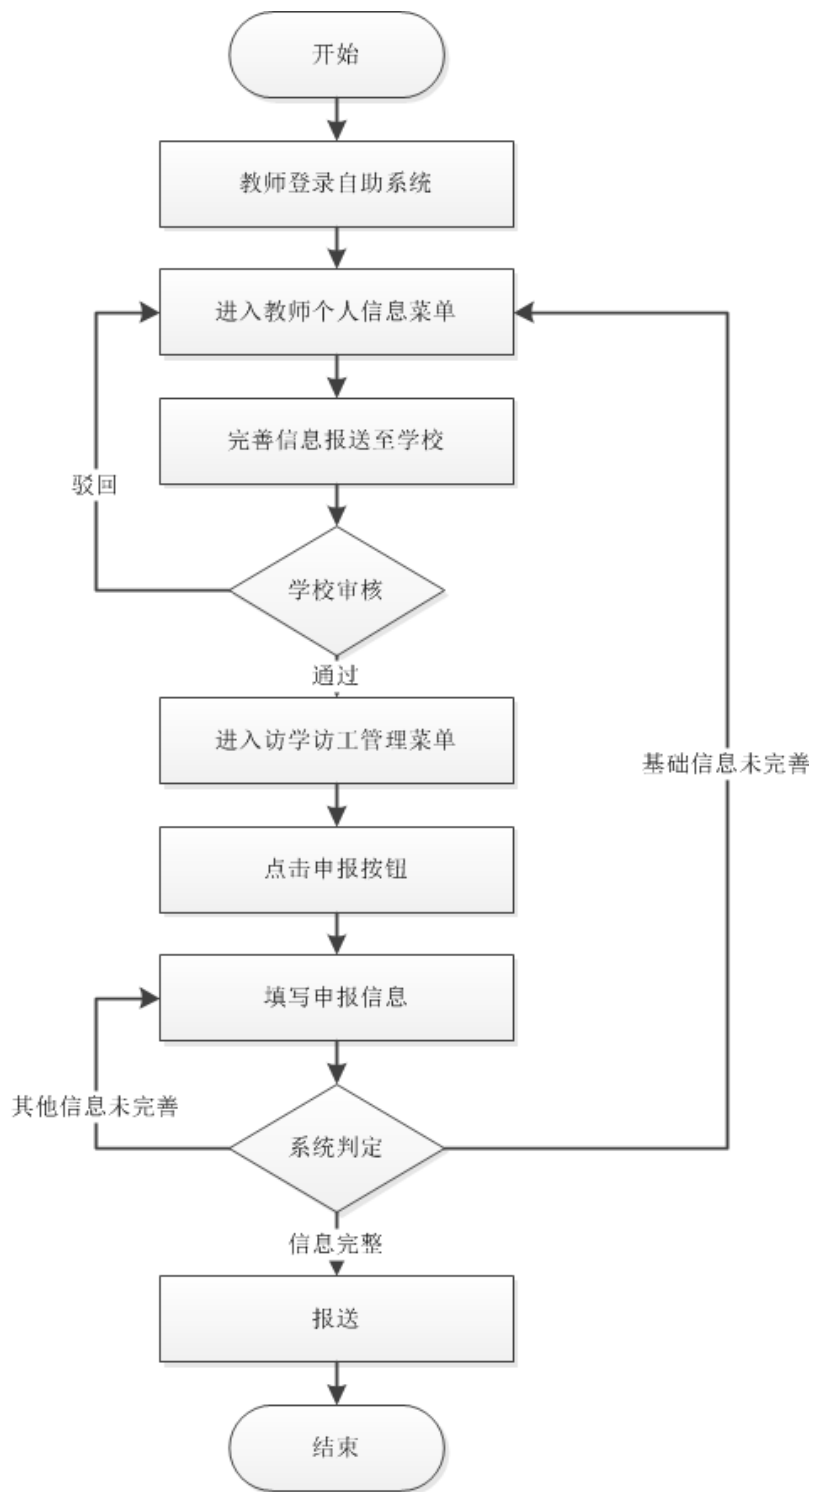 开始
教师登录自助系统
进入教师个人信息菜单
完善信息报送至学校
驳回
学校审核
通过
进入访学访工管理菜单
基础信息未完善
点击申报按钮
填写申报信息
其他信息未完善
系统判定
信息完整
报送
结束